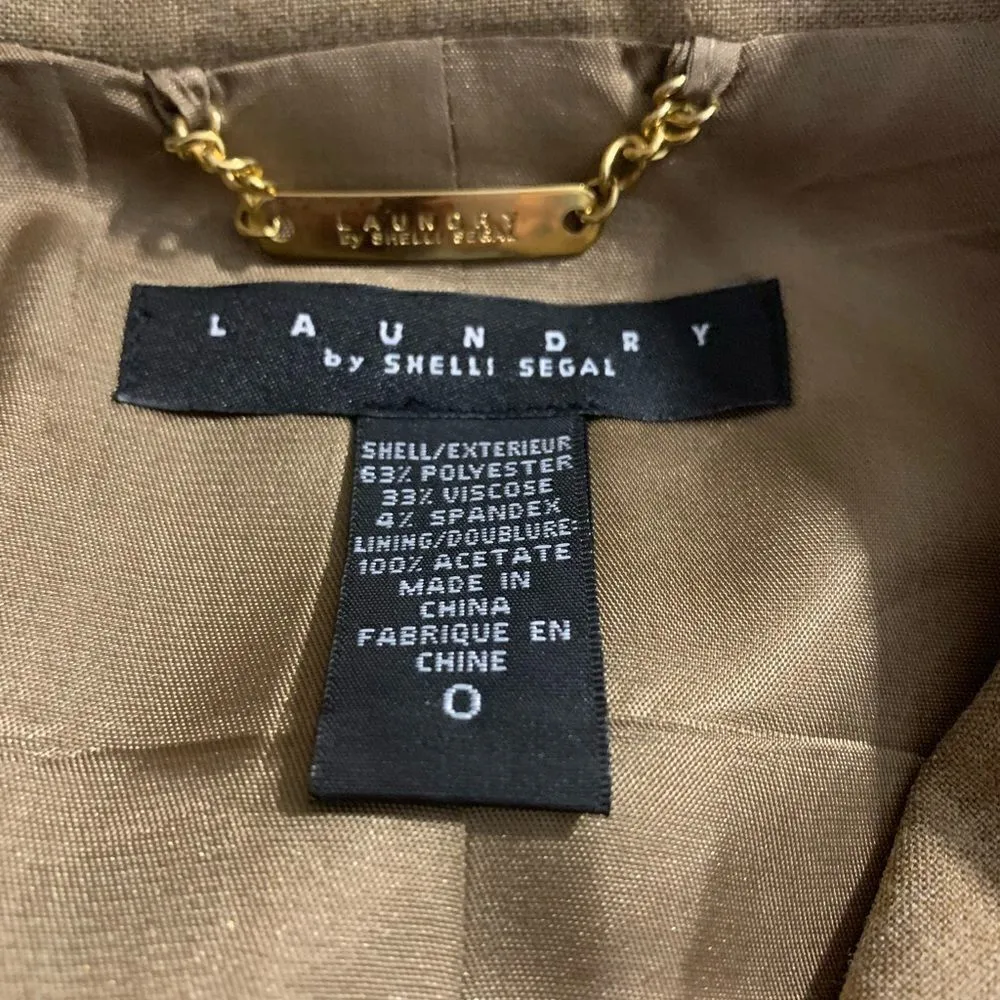 LAUNDRY
by SHELLI SEGAL
LAUNDRY
by SHELLI SEGAL
SHELL/EXTERIEUR
63% POLYESTER
33% VISCOSE
4% SPANDEX
LINING/DOUBLURE:
100% ACETATE
MADE IN
CHINA
FABRIQUE EN
CHINE
0